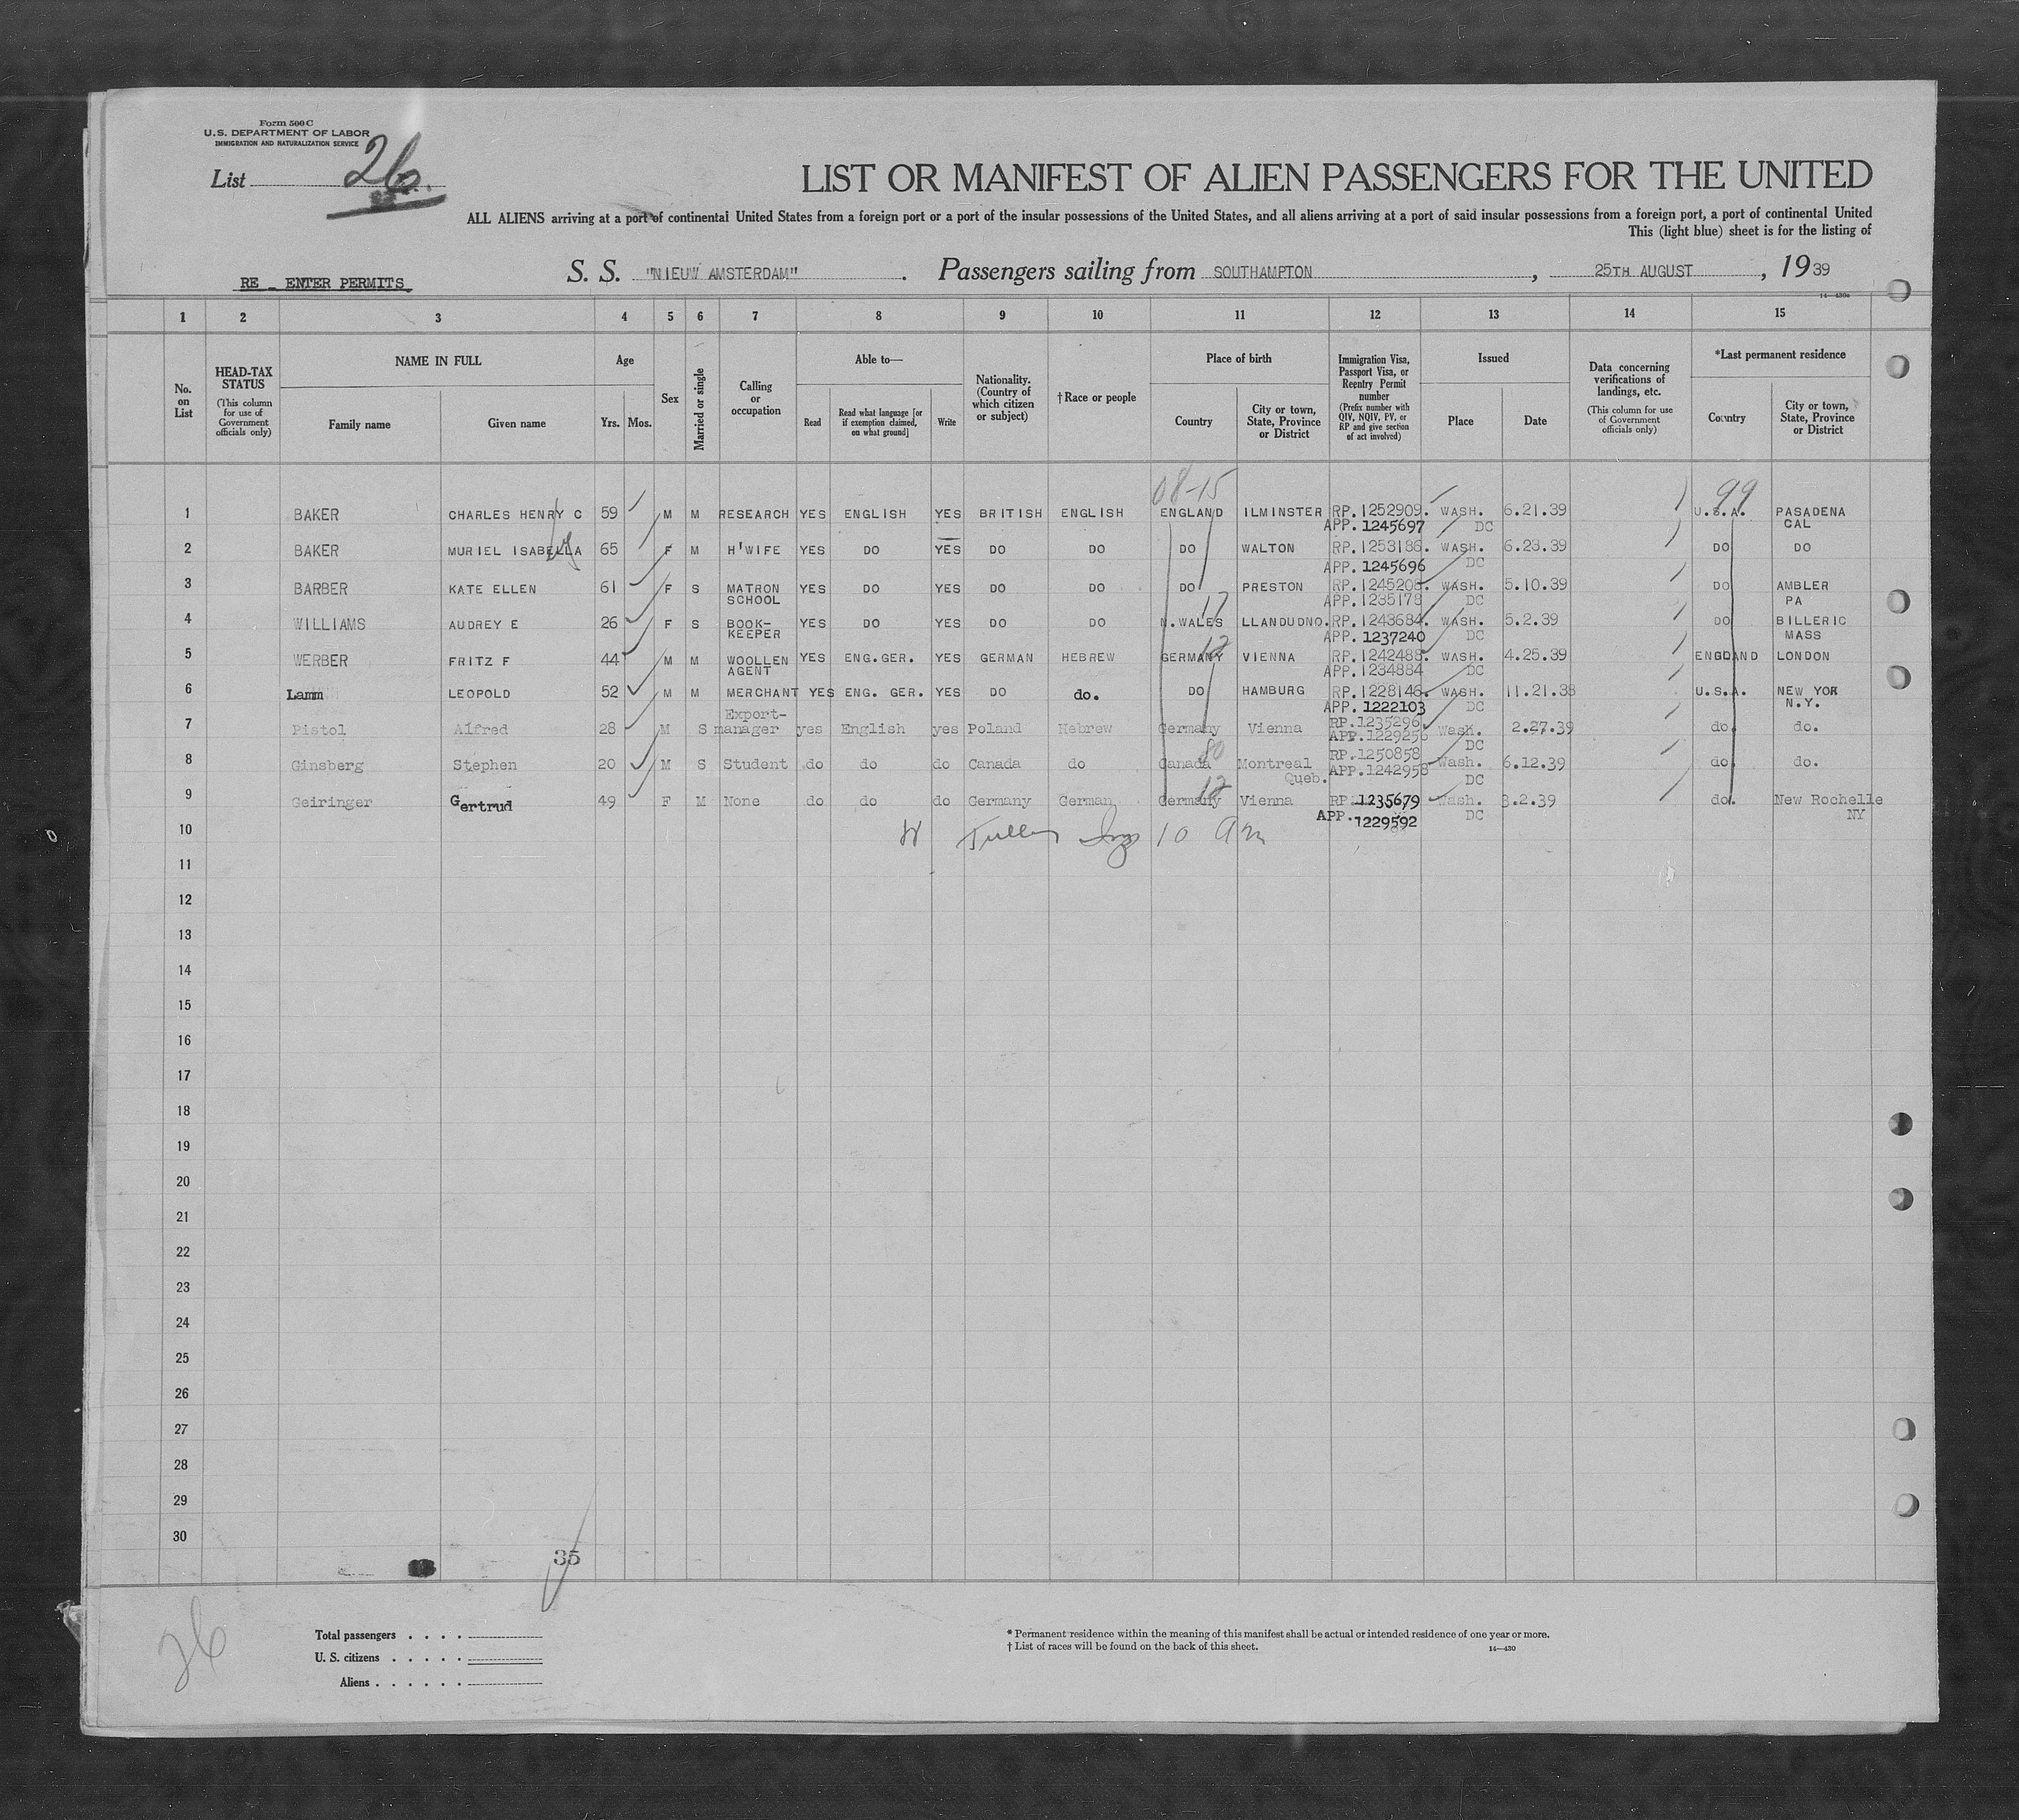 Form 500 C
U.S. DEPARTMENT OF LABOR
IMMIGRATION AND NATURALIZATION SERVICE
List 26.
LIST OR MANIFEST OF ALIEN PASSENGERS FOR THE UNITED
ALL ALIENS arriving at a port of continental United States from a foreign port or a port of the insular possessions of the United States, and all aliens arriving at a port of said insular possessions from a foreign port, a port of continental United
This (light blue) sheet is for the listing of
RE - ENTER PERMITS
S. S. "NIEUW AMSTERDAM". Passengers sailing from SOUTHAMPTON, 25TH AUGUST, 1939
1 2 3 4 5 6 7 8 9 10 11 12 13 14 15
No. on List
HEAD-TAX STATUS
(This column for use of Government officials only)
NAME IN FULL
Family name Given name
Age
Yrs. Mos.
Sex
Married or single
Calling or occupation
Able to—
Read
Read what language [or if exemption claimed, on what ground]
Write
Nationality. (Country of which citizen or subject)
†Race or people
Place of birth
Country
City or town, State, Province or District
Immigration Visa, Passport Visa, or Reentry Permit number
(Prefix number with QIV, NQIV, PV, or RP and give section of act involved)
Issued
Place Date
Data concerning verifications of landings, etc.
(This column for use of Government officials only)
*Last permanent residence
Country
City or town, State, Province or District
08-15 99
1 BAKER CHARLES HENRY C 59 M M RESEARCH YES ENGLISH YES BRITISH ENGLISH ENGLAND ILMINSTER RP.1252909. WASH. 6.21.39 U.S.A. PASADENA
APP. 1245697 DC CAL
2 BAKER MURIEL ISABELLA 65 F M H'WIFE YES DO YES DO DO DO WALTON RP.1253186. WASH. 6.23.39 DO DO
APP. 1245696 DC
3 BARBER KATE ELLEN 61 F S MATRON YES DO YES DO DO DO PRESTON RP.1245208. WASH. 5.10.39 DO AMBLER
SCHOOL APP.1235178 DC PA
17
4 WILLIAMS AUDREY E 26 F S BOOK- YES DO YES DO DO N.WALES LLANDUDNO. RP.1243684. WASH. 5.2.39 DO BILLERIC
KEEPER APP. 1237240 DC MASS
12
5 WERBER FRITZ F 44 M M WOOLLEN YES ENG.GER. YES GERMAN HEBREW GERMANY VIENNA RP.1242488. WASH. 4.25.39 ENGDAND LONDON
AGENT APP.1234884 DC
6 Lamm LEOPOLD 52 M M MERCHANT YES ENG. GER. YES DO do. DO HAMBURG RP.1228146. WASH. 11.21.38 U.S.A. NEW YOR
APP. 1222103 DC N.Y.
Export-
7 Pistol Alfred 28 M S manager yes English yes Poland Hebrew Germany Vienna RP.1235296 Wash. 2.27.39 do. do.
APP.1229256 DC
80
8 Ginsberg Stephen 20 M S Student do do do Canada do Canada Montreal RP.1250858 Wash. 6.12.39 do. do.
Queb. APP.1242958 DC
12
9 Geiringer Gertrud 49 F M None do do do Germany German Germany Vienna RP.1235679 Wash. 3.2.39 do. New Rochelle
APP.1229592 DC NY
10 10 am
11
12
13
14
15
16
17
18
19
20
21
22
23
24
25
26
27
28
29
30
35
26
Total passengers . . . .
U. S. citizens . . . . .
Aliens . . . . . .
* Permanent residence within the meaning of this manifest shall be actual or intended residence of one year or more.
† List of races will be found on the back of this sheet. 14—430